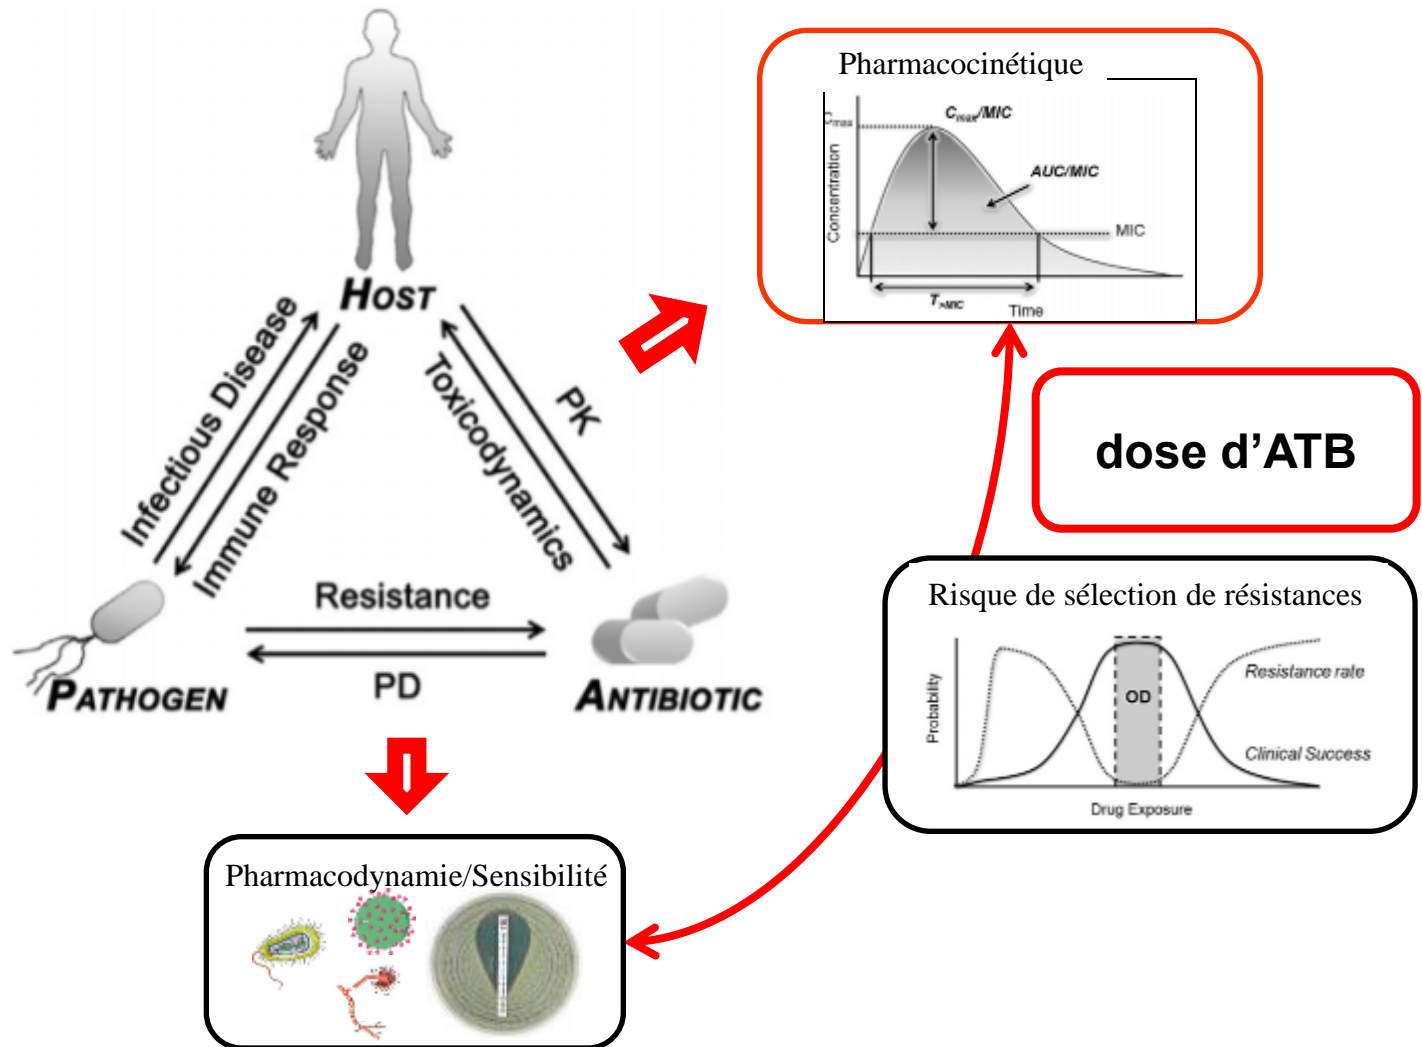 Pharmacocinétique
Cmax
Cmax/MIC
AUC/MIC
Concentration
MIC
T>MIC
Time
HOST
Infectious Disease
Immune Response
Toxicodynamics
PK
dose d’ATB
Resistance
PD
PATHOGEN
ANTIBIOTIC
Risque de sélection de résistances
Probability
OD
Resistance rate
Clinical Success
Drug Exposure
Pharmacodynamie/Sensibilité